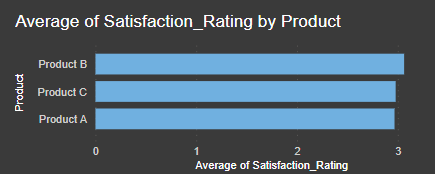 Average of Satisfaction_Rating by Product
Product
Product B
Product C
Product A
0 1 2 3
Average of Satisfaction_Rating